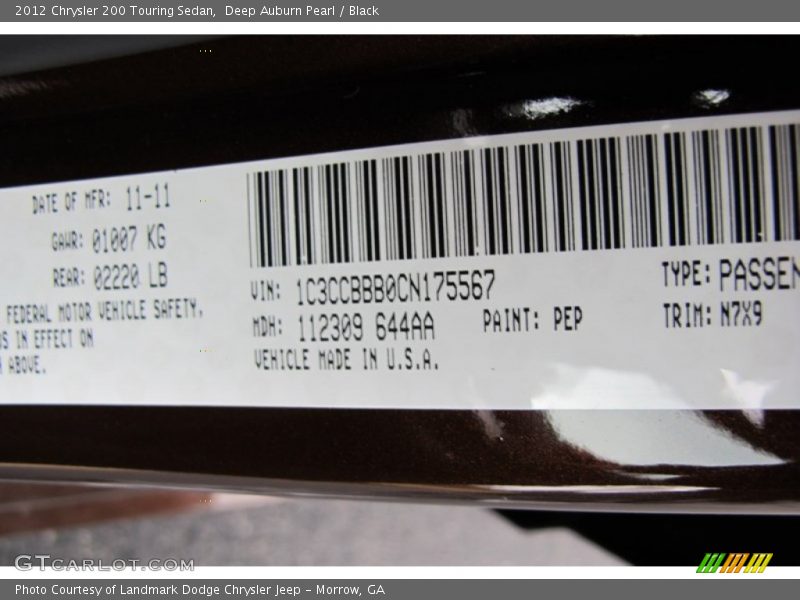 2012 Chrysler 200 Touring Sedan, Deep Auburn Pearl / Black
DATE OF MFR: 11-11
GAWR: 01007 KG
REAR: 02220 LB
FEDERAL MOTOR VEHICLE SAFETY,
IN EFFECT ON
ABOVE.
VIN: 1C3CCBBB0CN175567
MDH: 112309 644AA PAINT: PEP
VEHICLE MADE IN U.S.A.
TYPE: PASSEN
TRIM: N7X9
GTCARLOT.COM
Photo Courtesy of Landmark Dodge Chrysler Jeep - Morrow, GA